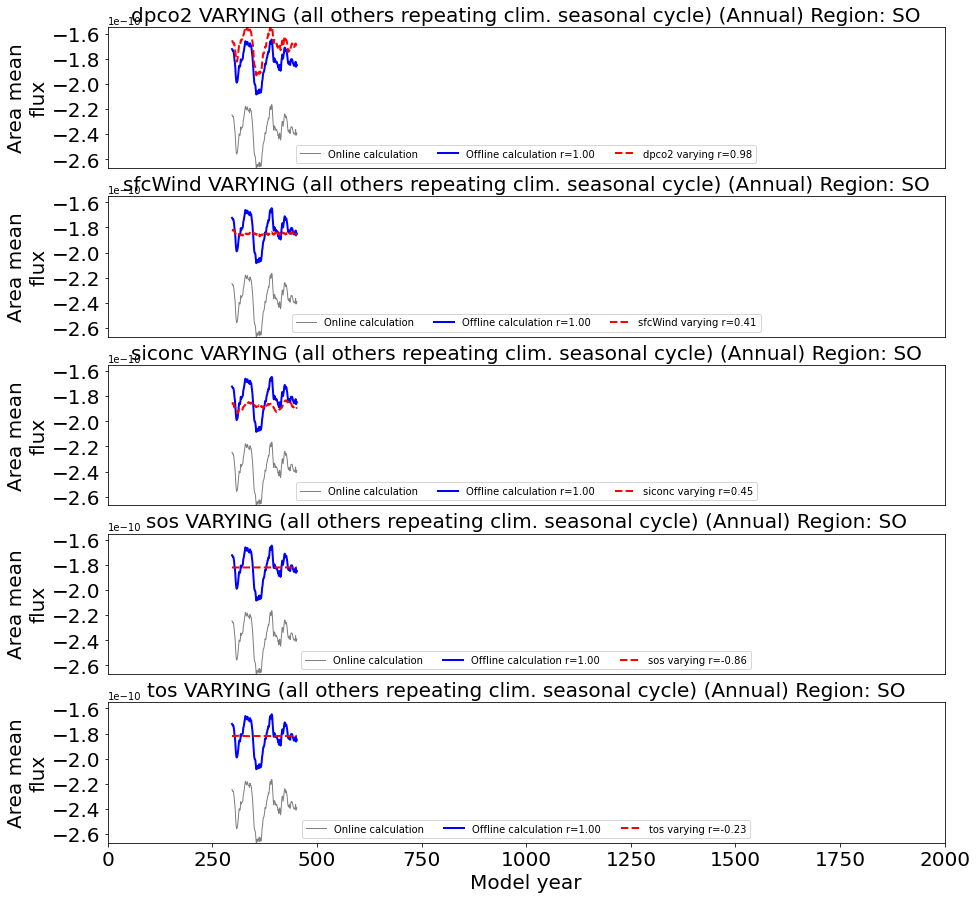 dpco2 VARYING (all others repeating clim. seasonal cycle) (Annual) Region: SO
1e−10
−1.6
−1.8
−2.0
−2.2
−2.4
−2.6
Area mean
flux
Online calculation Offline calculation r=1.00 dpco2 varying r=0.98
sfcWind VARYING (all others repeating clim. seasonal cycle) (Annual) Region: SO
1e−10
−1.6
−1.8
−2.0
−2.2
−2.4
−2.6
Area mean
flux
Online calculation Offline calculation r=1.00 sfcWind varying r=0.41
siconc VARYING (all others repeating clim. seasonal cycle) (Annual) Region: SO
1e−10
−1.6
−1.8
−2.0
−2.2
−2.4
−2.6
Area mean
flux
Online calculation Offline calculation r=1.00 siconc varying r=0.45
sos VARYING (all others repeating clim. seasonal cycle) (Annual) Region: SO
1e−10
−1.6
−1.8
−2.0
−2.2
−2.4
−2.6
Area mean
flux
Online calculation Offline calculation r=1.00 sos varying r=-0.86
tos VARYING (all others repeating clim. seasonal cycle) (Annual) Region: SO
1e−10
−1.6
−1.8
−2.0
−2.2
−2.4
−2.6
Area mean
flux
Online calculation Offline calculation r=1.00 tos varying r=-0.23
0 250 500 750 1000 1250 1500 1750 2000
Model year